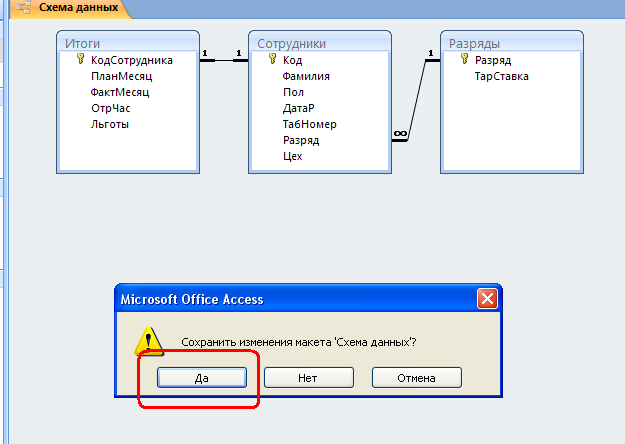 Схема данных
Итоги
КодСотрудника
ПланМесяц
ФактМесяц
ОтрЧас
Льготы
1 1
Сотрудники
Код
Фамилия
Пол
ДатаР
ТабНомер
Разряд
Цех
1
∞
Разряды
Разряд
ТарСтавка
Microsoft Office Access
Сохранить изменения макета 'Схема данных'?
Да Нет Отмена